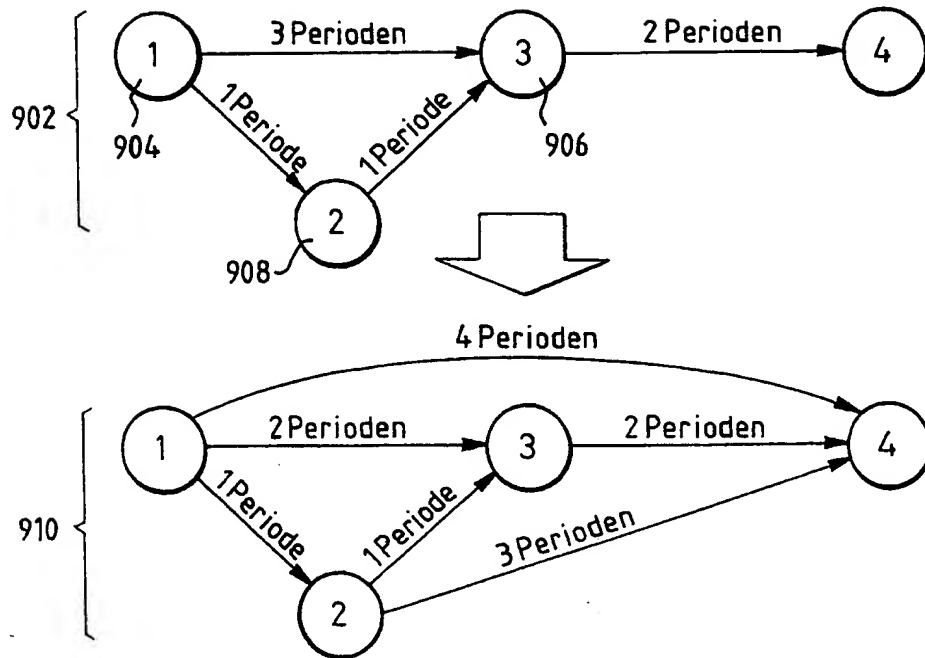 1
3 Perioden
3
2 Perioden
4
902
904
1 Periode
1 Periode
906
2
908
4 Perioden
1
2 Perioden
3
2 Perioden
4
910
1 Periode
1 Periode
3 Perioden
2